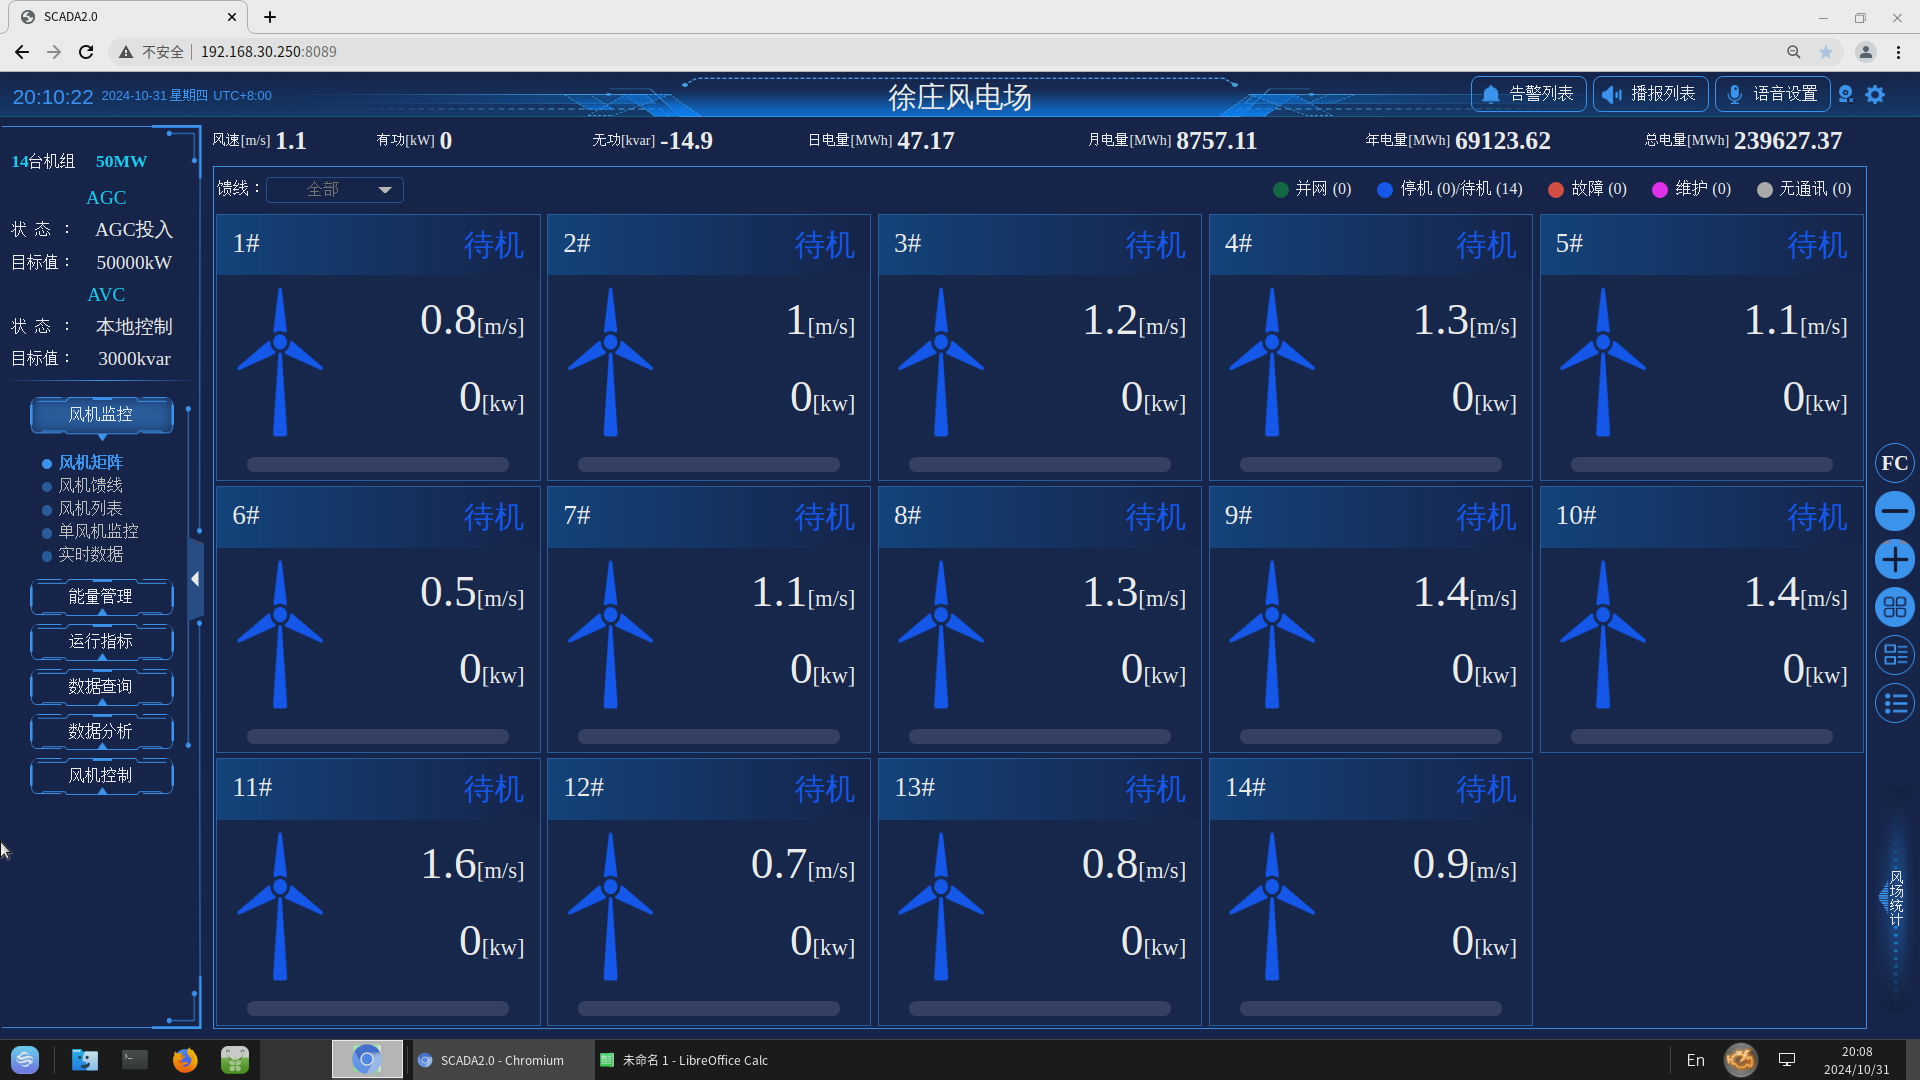 SCADA2.0
不安全 192.168.30.250:8089
20:10:22 2024-10-31 星期四 UTC+8:00
徐庄风电场
告警列表 播报列表 语音设置
风速[m/s] 1.1 有功[kW] 0 无功[kvar] -14.9 日电量[MWh] 47.17 月电量[MWh] 8757.11 年电量[MWh] 69123.62 总电量[MWh] 239627.37
14台机组 50MW
AGC
状态： AGC投入
目标值： 50000kW
AVC
状态： 本地控制
目标值： 3000kvar
风机监控
风机矩阵
风机馈线
风机列表
单风机监控
实时数据
能量管理
运行指标
数据查询
数据分析
风机控制
馈线： 全部
并网 (0) 停机 (0)/待机 (14) 故障 (0) 维护 (0) 无通讯 (0)
1# 待机 2# 待机 3# 待机 4# 待机 5# 待机
0.8[m/s] 1[m/s] 1.2[m/s] 1.3[m/s] 1.1[m/s]
0[kw] 0[kw] 0[kw] 0[kw] 0[kw]
6# 待机 7# 待机 8# 待机 9# 待机 10# 待机
0.5[m/s] 1.1[m/s] 1.3[m/s] 1.4[m/s] 1.4[m/s]
0[kw] 0[kw] 0[kw] 0[kw] 0[kw]
11# 待机 12# 待机 13# 待机 14# 待机
1.6[m/s] 0.7[m/s] 0.8[m/s] 0.9[m/s]
0[kw] 0[kw] 0[kw] 0[kw]
FC
风场统计
SCADA2.0 - Chromium 未命名 1 - LibreOffice Calc
En
20:08
2024/10/31